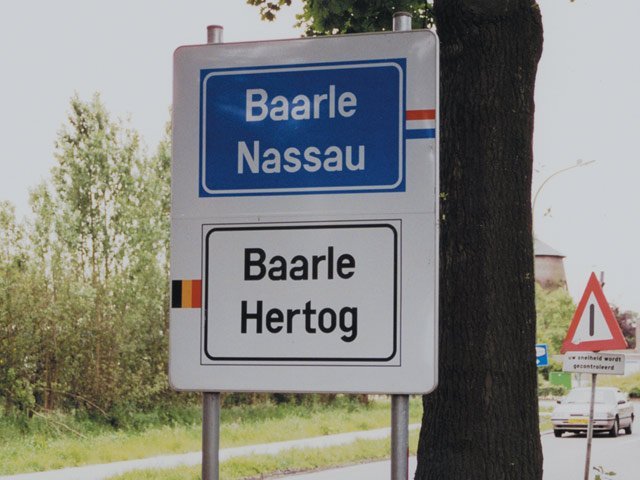 Baarle
Nassau
Baarle
Hertog
uw snelheid wordt
gecontroleerd